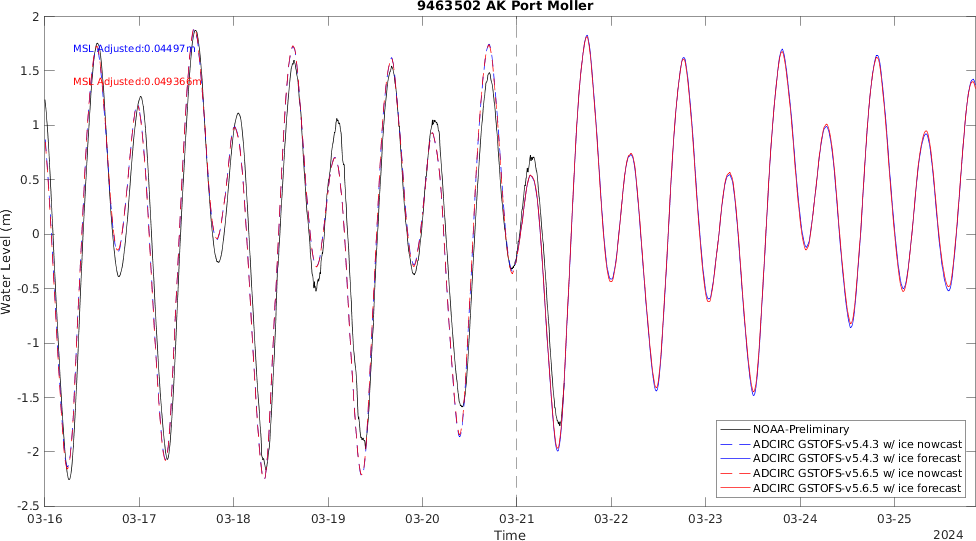 9463502 AK Port Moller
MSL Adjusted:0.04497m
MSL Adjusted:0.049366m
Water Level (m)
2
1.5
1
0.5
0
-0.5
-1
-1.5
-2
-2.5
NOAA-Preliminary
ADCIRC GSTOFS-v5.4.3 w/ ice nowcast
ADCIRC GSTOFS-v5.4.3 w/ ice forecast
ADCIRC GSTOFS-v5.6.5 w/ ice nowcast
ADCIRC GSTOFS-v5.6.5 w/ ice forecast
03-16 03-17 03-18 03-19 03-20 03-21 03-22 03-23 03-24 03-25
Time
2024